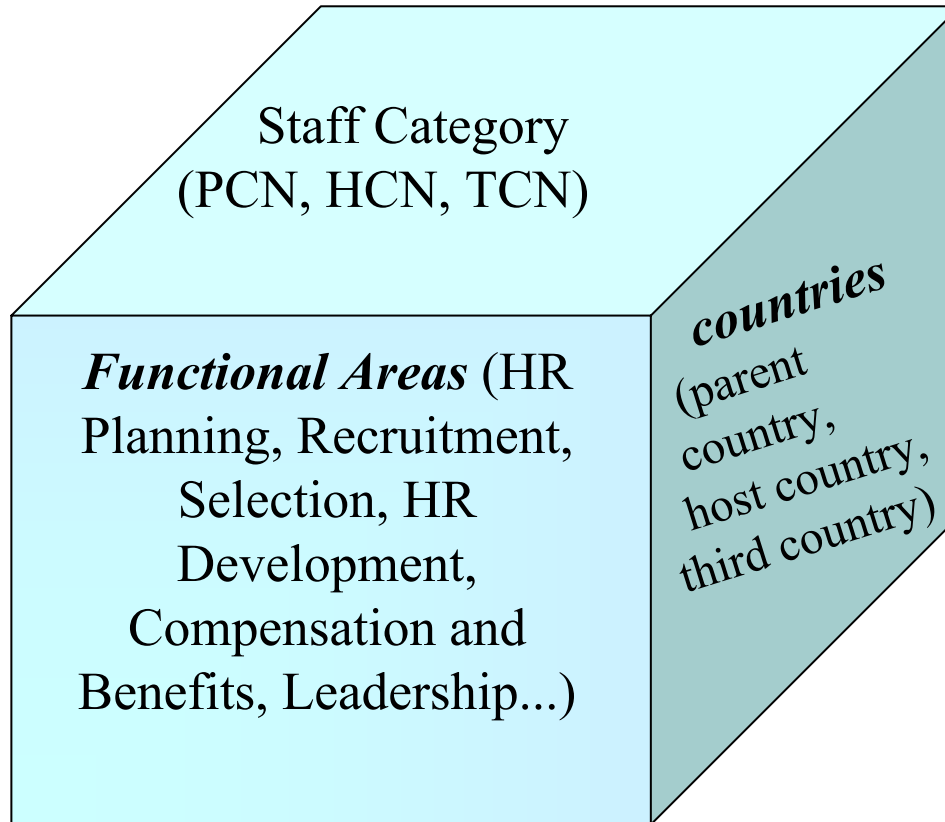 Staff Category
(PCN, HCN, TCN)
Functional Areas (HR
Planning, Recruitment,
Selection, HR
Development,
Compensation and
Benefits, Leadership...)
countries
(parent
country,
host country,
third country)